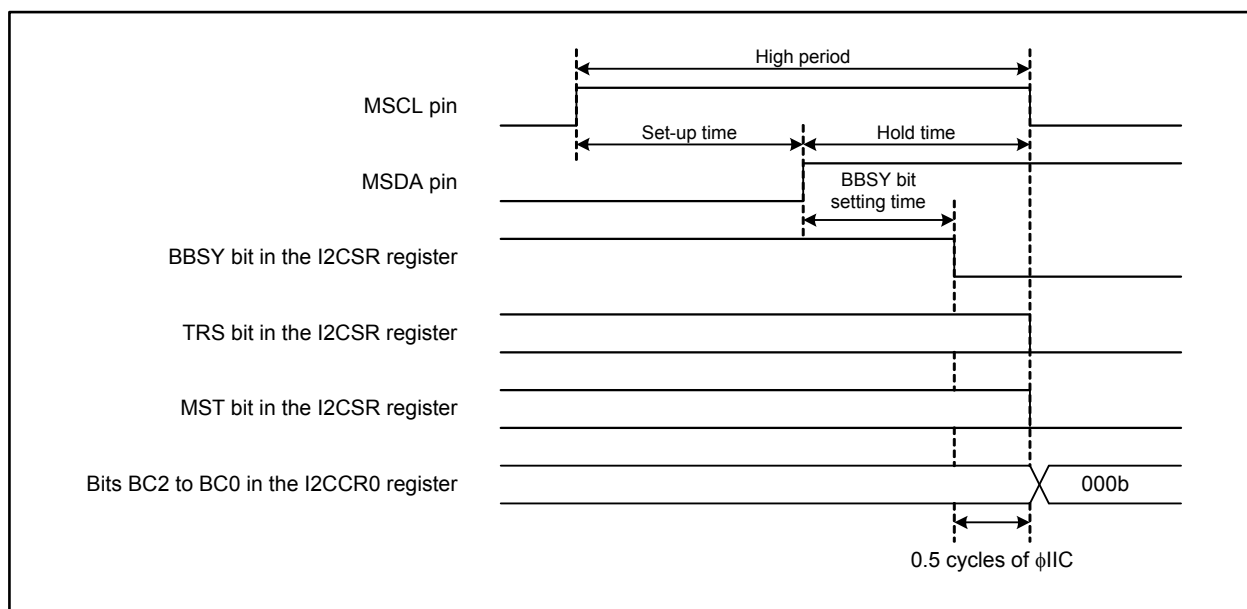 High period
MSCL pin
Set-up time
Hold time
MSDA pin
BBSY bit
setting time
BBSY bit in the I2CSR register
TRS bit in the I2CSR register
MST bit in the I2CSR register
Bits BC2 to BC0 in the I2CCR0 register
000b
0.5 cycles of ϕIIC